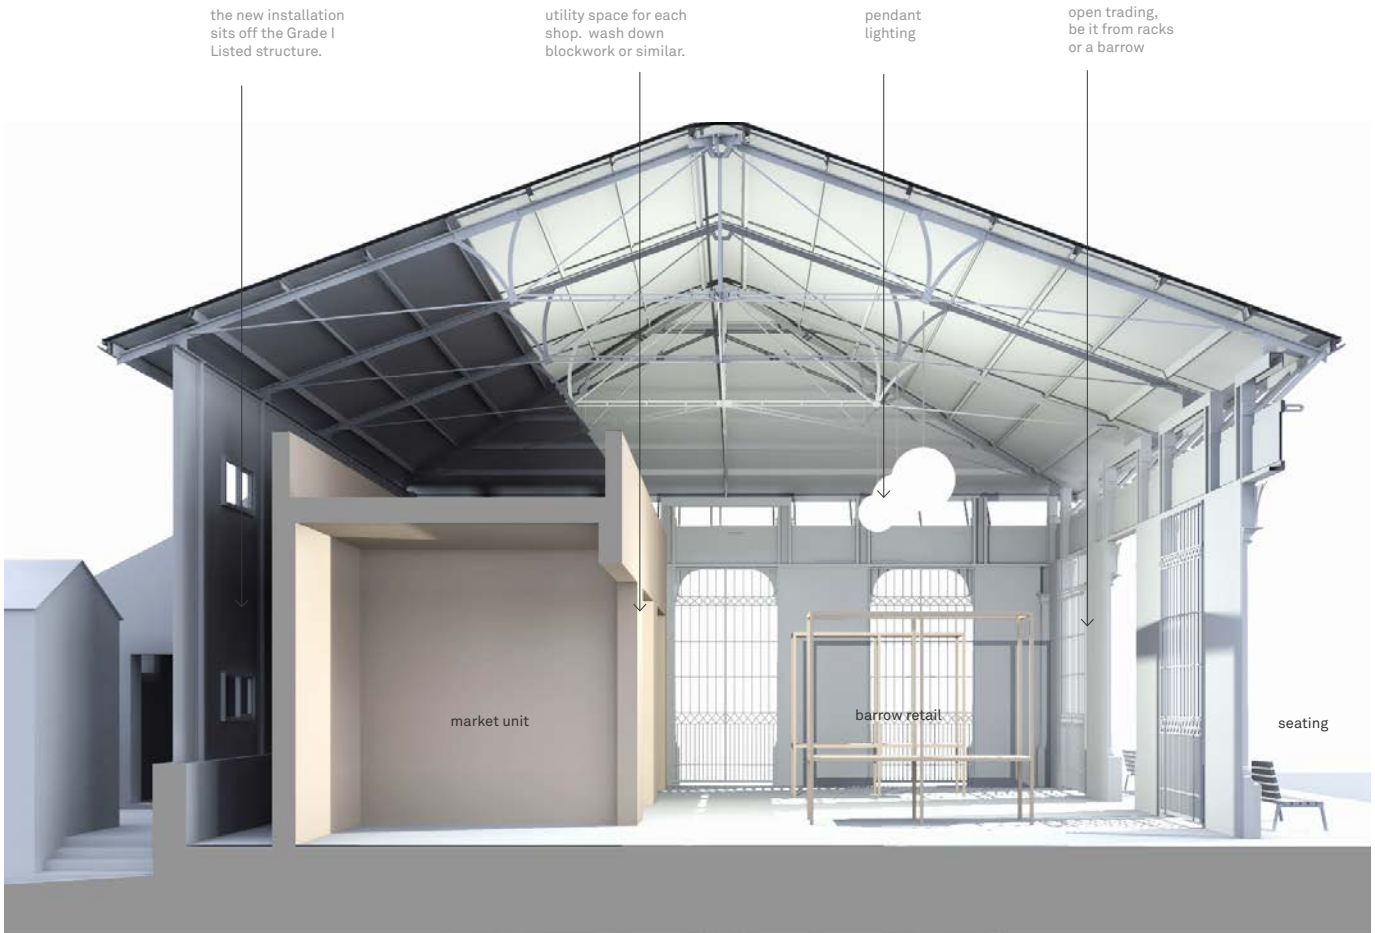 the new installation
sits off the Grade I
Listed structure.
utility space for each
shop. wash down
blockwork or similar.
pendant
lighting
open trading,
be it from racks
or a barrow
market unit
barrow retail
seating